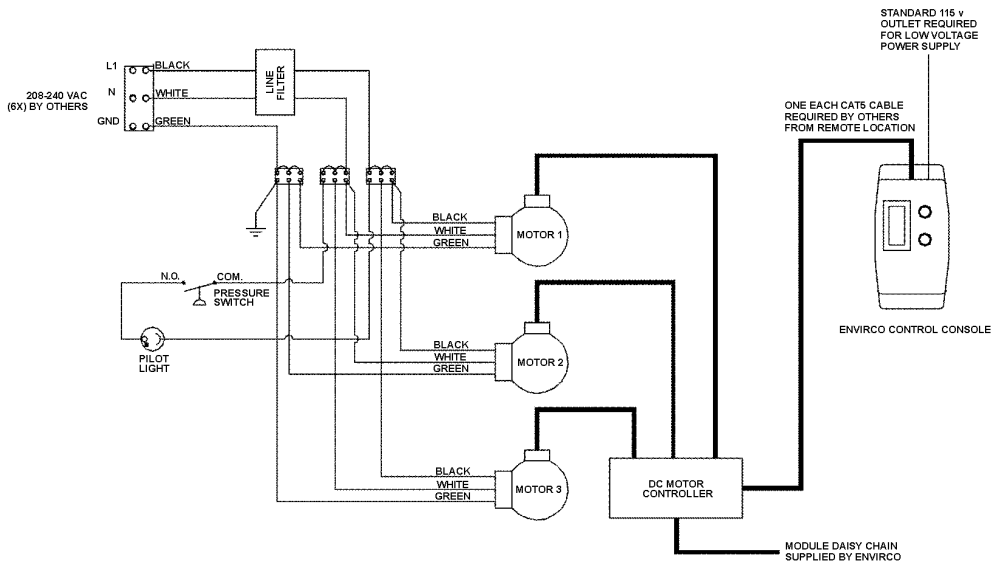 STANDARD 115 v
OUTLET REQUIRED
FOR LOW VOLTAGE
POWER SUPPLY
L1
BLACK
LINE
FILTER
208-240 VAC
(6X) BY OTHERS
N
WHITE
GND
GREEN
ONE EACH CAT5 CABLE
REQUIRED BY OTHERS
FROM REMOTE LOCATION
BLACK
WHITE
GREEN
MOTOR 1
N.O.
COM.
PRESSURE
SWITCH
ENVIRCO CONTROL CONSOLE
PILOT
LIGHT
BLACK
WHITE
GREEN
MOTOR 2
BLACK
WHITE
GREEN
MOTOR 3
DC MOTOR
CONTROLLER
MODULE DAISY CHAIN
SUPPLIED BY ENVIRCO